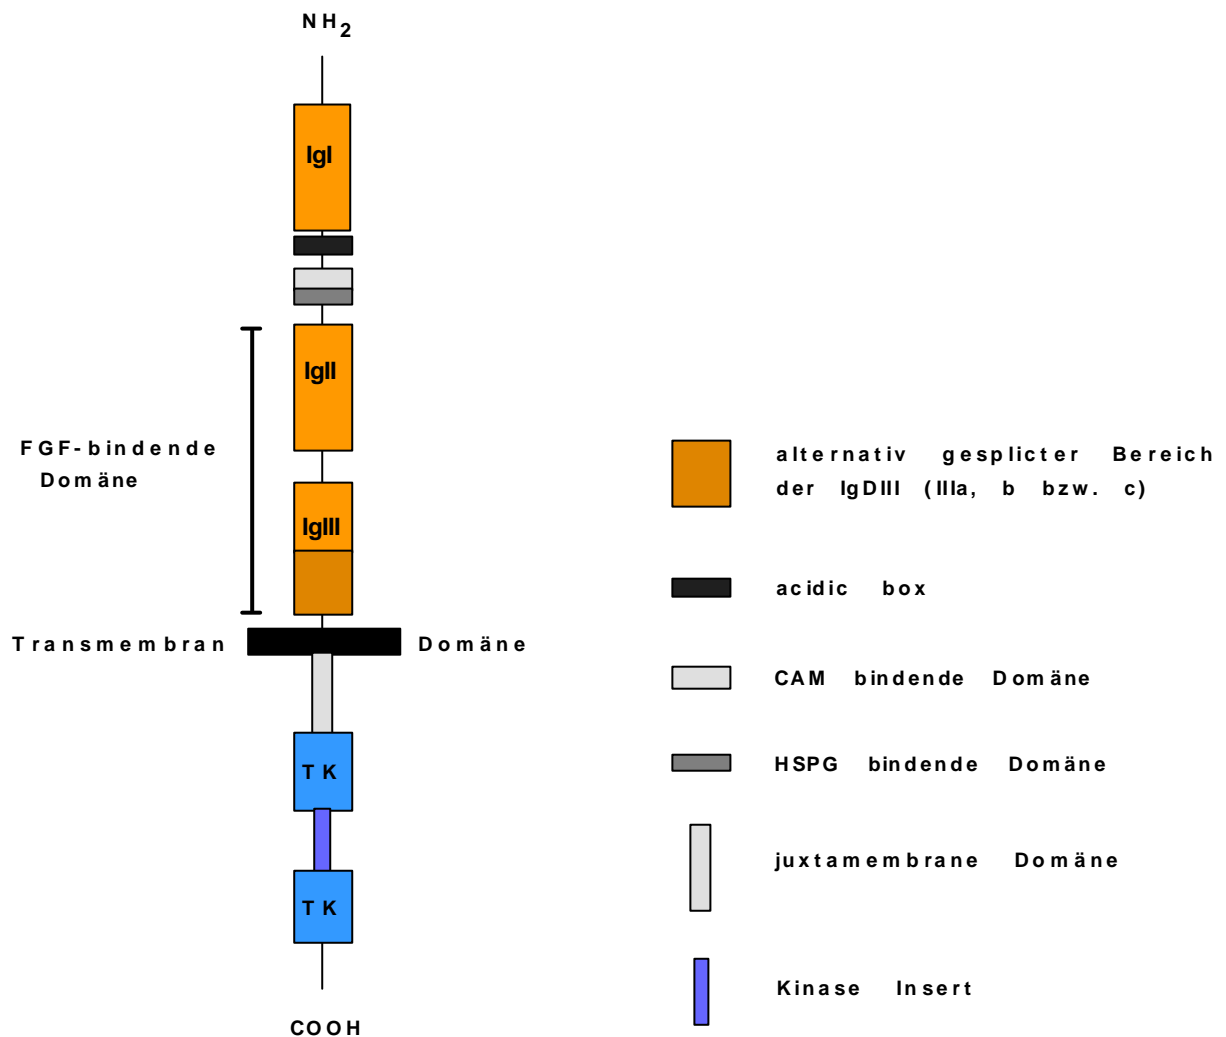 NH2
IgI
IgII
FGF-bindende
Domäne
IgIII
Transmembran Domäne
TK
TK
COOH
alternativ gesplicter Bereich
der IgDIII (IIIa, b bzw. c)
acidic box
CAM bindende Domäne
HSPG bindende Domäne
juxtamembrane Domäne
Kinase Insert